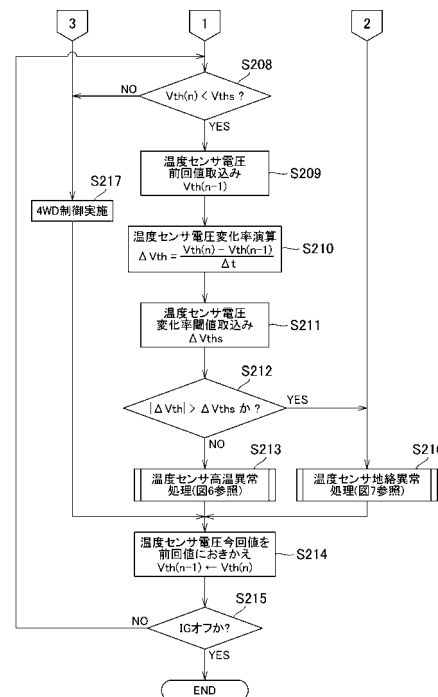 3
1
2
S208
NO
Vth(n) < Vths ?
YES
温度センサ電圧
前回値取込み
Vth(n-1)
S209
S217
4WD制御実施
温度センサ電圧変化率演算
ΔVth = Vth(n) − Vth(n-1) / Δt
S210
温度センサ電圧
変化率閾値取込み
ΔVths
S211
S212
|ΔVth| > ΔVths か ?
YES
NO
S213
温度センサ高温異常
処理(図6参照)
S216
温度センサ地絡異常
処理(図7参照)
温度センサ電圧今回値を
前回値におきかえ
Vth(n-1) ← Vth(n)
S214
S215
NO
IGオフか?
YES
END